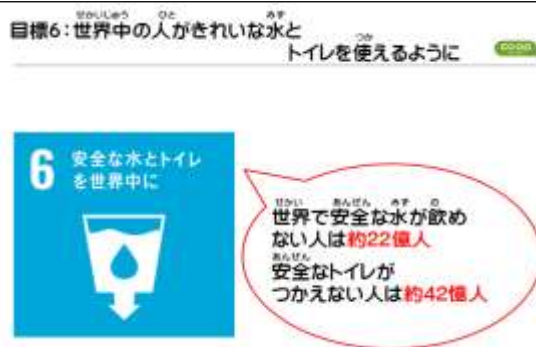 目標6：世界中の人がきれいな水と
トイレを使えるように
6 安全な水とトイレ
を世界中に
世界で安全な水が飲め
ない人は約22億人
安全なトイレが
つかえない人は約42億人